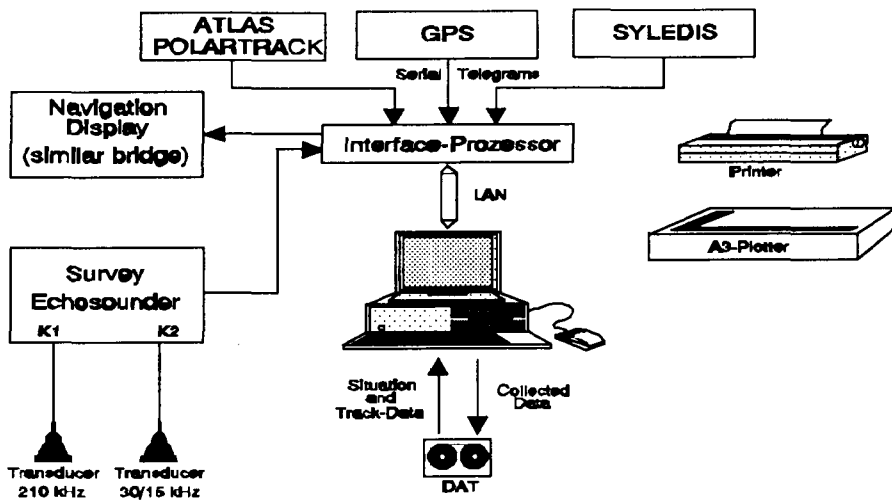 ATLAS
POLARTRACK
GPS
SYLEDIS
Serial Telegrams
Navigation
Display
(similar bridge)
Interface-Prozessor
LAN
Printer
A3-Plotter
Survey
Echosounder
K1 K2
Situation
and
Track-Data
Collected
Data
Transducer
210 kHz
Transducer
30/15 kHz
DAT